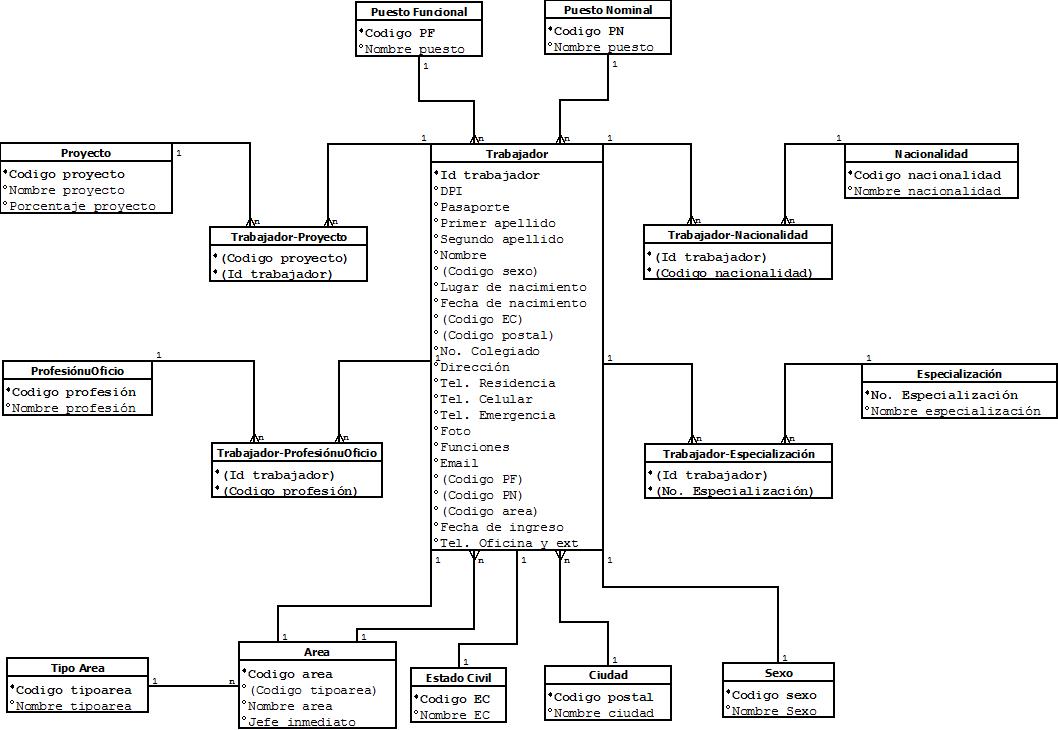 Puesto Funcional
Codigo PF
Nombre puesto
1
n
Puesto Nominal
Codigo PN
Nombre puesto
1
n
Proyecto
Codigo proyecto
Nombre proyecto
Porcentaje proyecto
1
n
1
n
Trabajador-Proyecto
(Codigo proyecto)
(Id trabajador)
Trabajador
Id trabajador
DPI
Pasaporte
Primer apellido
Segundo apellido
Nombre
(Codigo sexo)
Lugar de nacimiento
Fecha de nacimiento
(Codigo EC)
(Codigo postal)
No. Colegiado
Dirección
Tel. Residencia
Tel. Celular
Tel. Emergencia
Foto
Funciones
Email
(Codigo PF)
(Codigo PN)
(Codigo area)
Fecha de ingreso
Tel. Oficina y ext
1
n
1
n
Trabajador-Nacionalidad
(Id trabajador)
(Codigo nacionalidad)
Nacionalidad
Codigo nacionalidad
Nombre nacionalidad
ProfesiónuOficio
Codigo profesión
Nombre profesión
1
n
1
n
Trabajador-ProfesiónuOficio
(Id trabajador)
(Codigo profesión)
1
n
1
n
Trabajador-Especialización
(Id trabajador)
(No. Especialización)
Especialización
No. Especialización
Nombre especialización
1
n
1
n
1
Tipo Area
Codigo tipoarea
Nombre tipoarea
1
n
1
1
Area
Codigo area
(Codigo tipoarea)
Nombre area
Jefe inmediato
1
Estado Civil
Codigo EC
Nombre EC
1
Ciudad
Codigo postal
Nombre ciudad
1
Sexo
Codigo sexo
Nombre Sexo